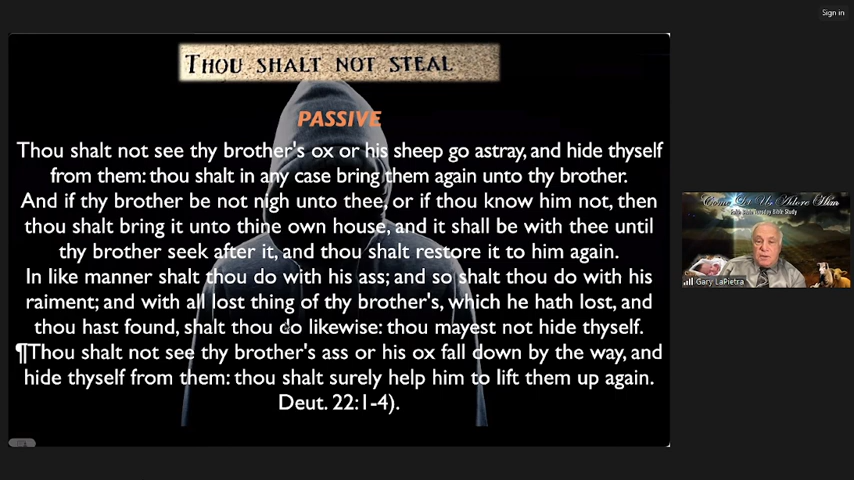 Sign in
THOU SHALT NOT STEAL
PASSIVE
Thou shalt not see thy brother's ox or his sheep go astray, and hide thyself
from them: thou shalt in any case bring them again unto thy brother.
And if thy brother be not nigh unto thee, or if thou know him not, then
thou shalt bring it unto thine own house, and it shall be with thee until
thy brother seek after it, and thou shalt restore it to him again.
In like manner shalt thou do with his ass; and so shalt thou do with his
raiment; and with all lost thing of thy brother's, which he hath lost, and
thou hast found, shalt thou do likewise: thou mayest not hide thyself.
¶Thou shalt not see thy brother's ass or his ox fall down by the way, and
hide thyself from them: thou shalt surely help him to lift them up again.
Deut. 22:1-4).
Come Let Us Adore Him
Bible Study
Gary LaPietra